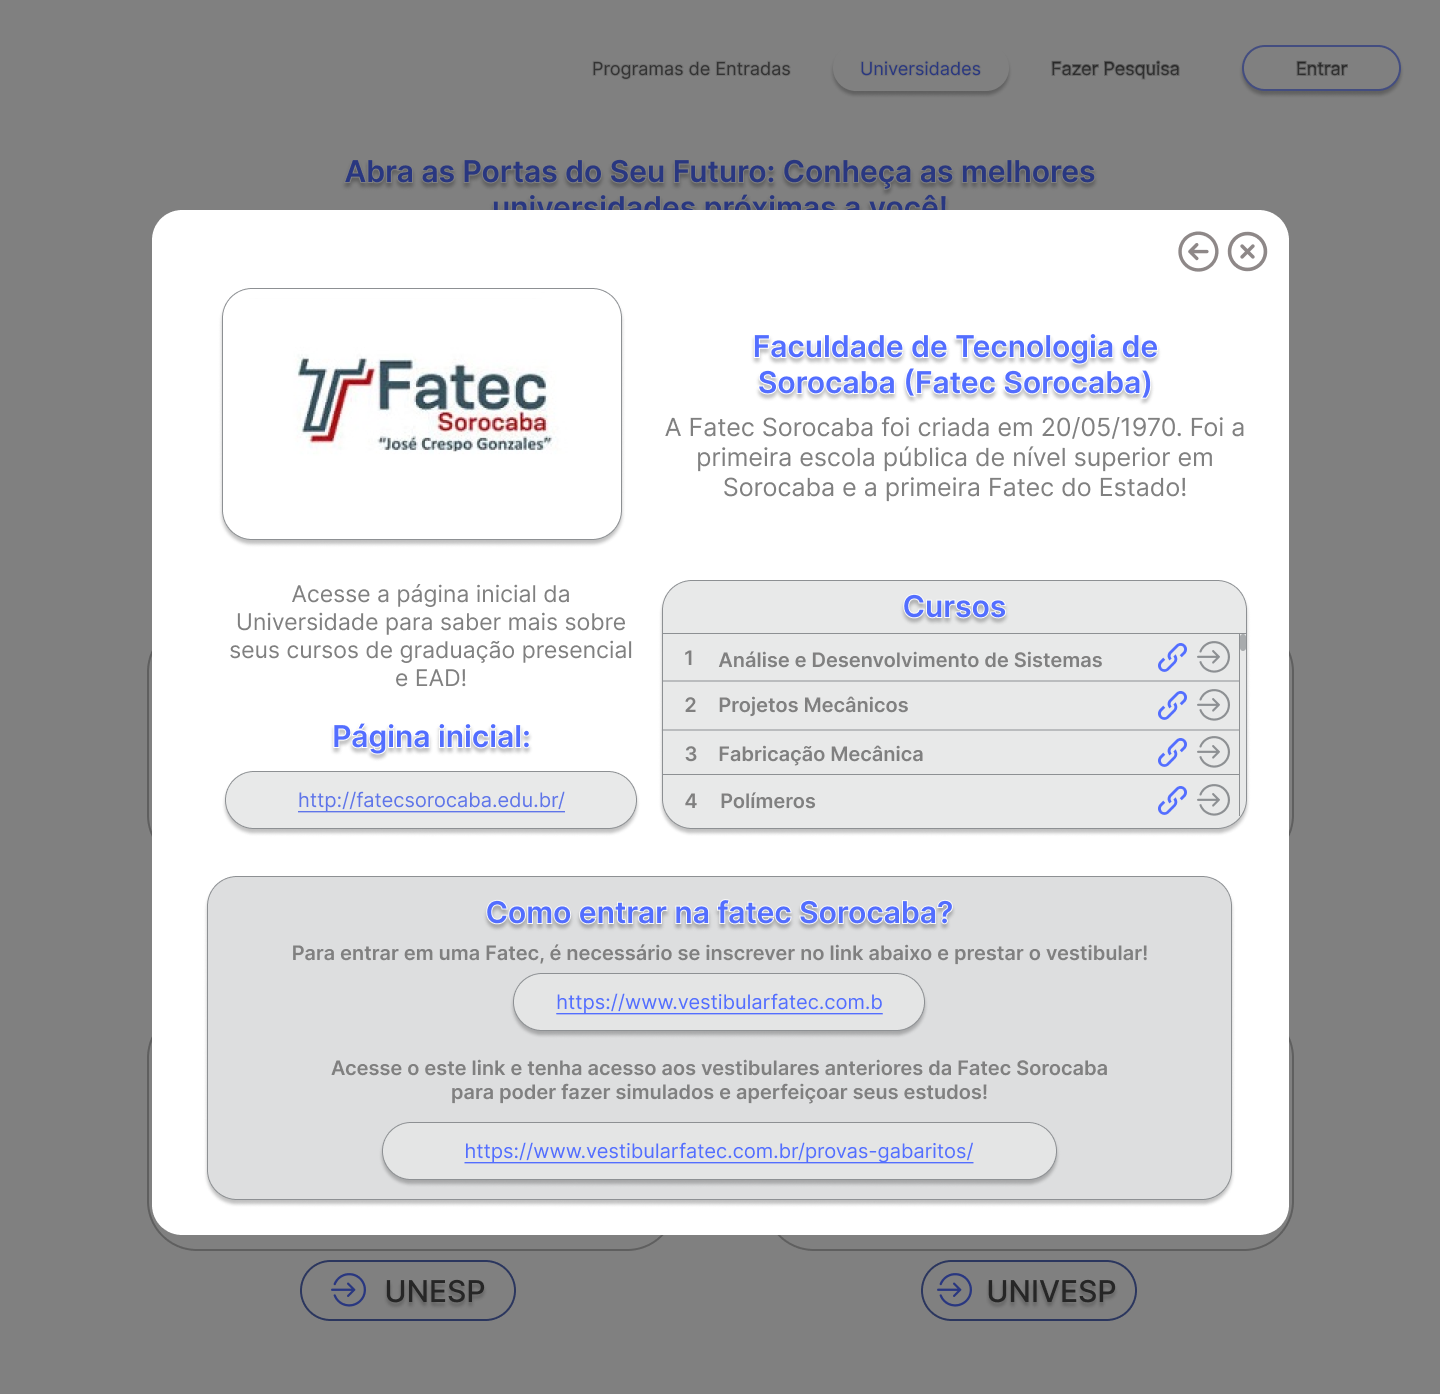 Programas de Entradas
Universidades
Fazer Pesquisa
Entrar
Abra as Portas do Seu Futuro: Conheça as melhores
universidades próximas a você!
Fatec
Sorocaba
“José Crespo Gonzales”
Faculdade de Tecnologia de
Sorocaba (Fatec Sorocaba)
A Fatec Sorocaba foi criada em 20/05/1970. Foi a
primeira escola pública de nível superior em
Sorocaba e a primeira Fatec do Estado!
Acesse a página inicial da
Universidade para saber mais sobre
seus cursos de graduação presencial
e EAD!
Página inicial:
http://fatecsorocaba.edu.br/
Cursos
1 Análise e Desenvolvimento de Sistemas
2 Projetos Mecânicos
3 Fabricação Mecânica
4 Polímeros
Como entrar na fatec Sorocaba?
Para entrar em uma Fatec, é necessário se inscrever no link abaixo e prestar o vestibular!
https://www.vestibularfatec.com.b
Acesse o este link e tenha acesso aos vestibulares anteriores da Fatec Sorocaba
para poder fazer simulados e aperfeiçoar seus estudos!
https://www.vestibularfatec.com.br/provas-gabaritos/
UNESP
UNIVESP